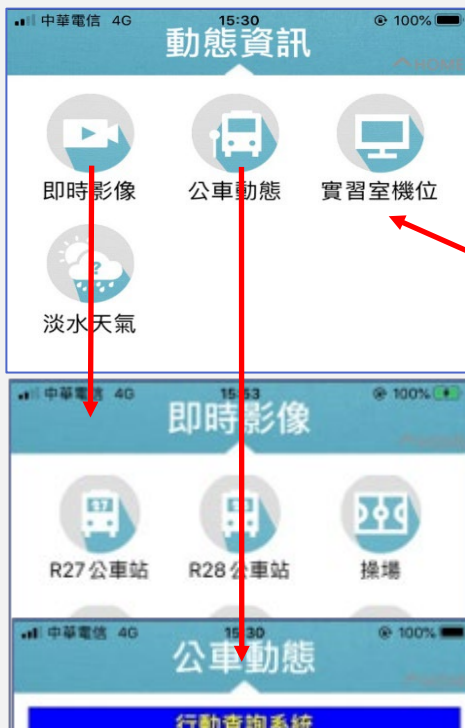 中華電信 4G 15:30 100%
動態資訊
即時影像 公車動態 實習室機位
?
淡水天氣
中華電信 4G 15:53 100%
即時影像
R27公車站 R28公車站 操場
中華電信 4G 15:30 100%
公車動態
行動查詢系統